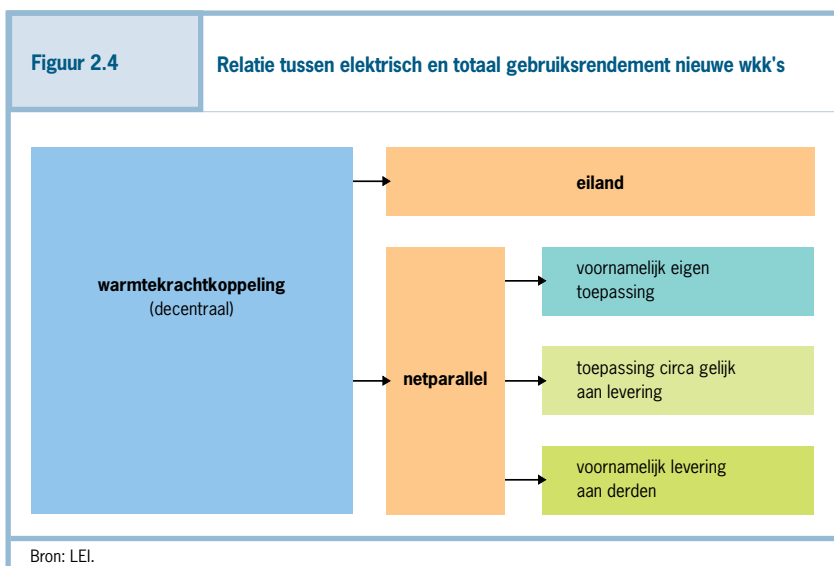 Figuur 2.4
Relatie tussen elektrisch en totaal gebruiksrendement nieuwe wkk's
warmtekrachtkoppeling
(decentraal)
eiland
netparallel
voornamelijk eigen
toepassing
toepassing circa gelijk
aan levering
voornamelijk levering
aan derden
Bron: LEI.